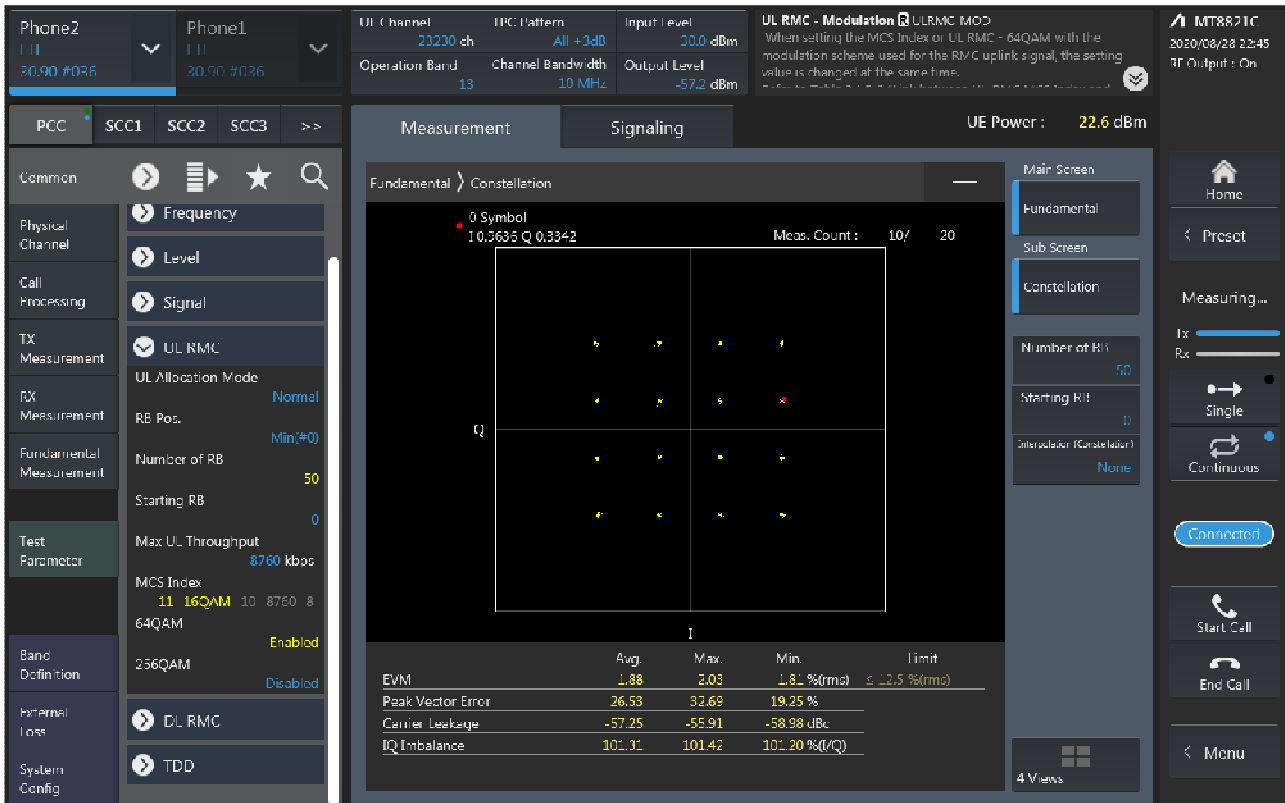 Phone2
LTE
30.90 #036
Phone1
LTE
30.90 #036
UL Channel
23230 ch
TPC Pattern
All +3dB
Input Level
30.0 dBm
Operation Band
13
Channel Bandwidth
10 MHz
Output Level
-57.2 dBm
UL RMC - Modulation R ULRMC_MOD
When setting the MCS Index or UL RMC - 64QAM with the
modulation scheme used for the RMC uplink signal, the setting
value is changed at the same time.
MT8821C
2020/08/28 22:45
RF Output : On
PCC
SCC1
SCC2
SCC3
>>
Measurement
Signaling
UE Power : 22.6 dBm
Common
Physical
Channel
Call
Processing
TX
Measurement
RX
Measurement
Fundamental
Measurement
Test
Parameter
Band
Definition
External
Loss
System
Config
Frequency
Level
Signal
UL RMC
UL Allocation Mode
Normal
RB Pos.
Min(#0)
Number of RB
50
Starting RB
0
Max UL Throughput
8760 kbps
MCS Index
11 16QAM 10 8760 8
64QAM
Enabled
256QAM
Disabled
DL RMC
TDD
Fundamental 〉 Constellation
0 Symbol
I 0.9636 Q 0.3342
Meas. Count : 10/ 20
Q
I
Avg. Max. Min. Limit
EVM 1.88 2.03 1.81 %(rms) ≤ 12.5 %(rms)
Peak Vector Error 26.53 32.69 19.25 %
Carrier Leakage -57.25 -55.91 -58.98 dBc
IQ Imbalance 101.31 101.42 101.20 %(I/Q)
Main Screen
Fundamental
Sub Screen
Constellation
Number of RB
50
Starting RB
0
Interpolation (Constellation)
None
4 Views
Home
< Preset
Measuring...
Tx
Rx
Single
Continuous
Connected
Start Call
End Call
< Menu